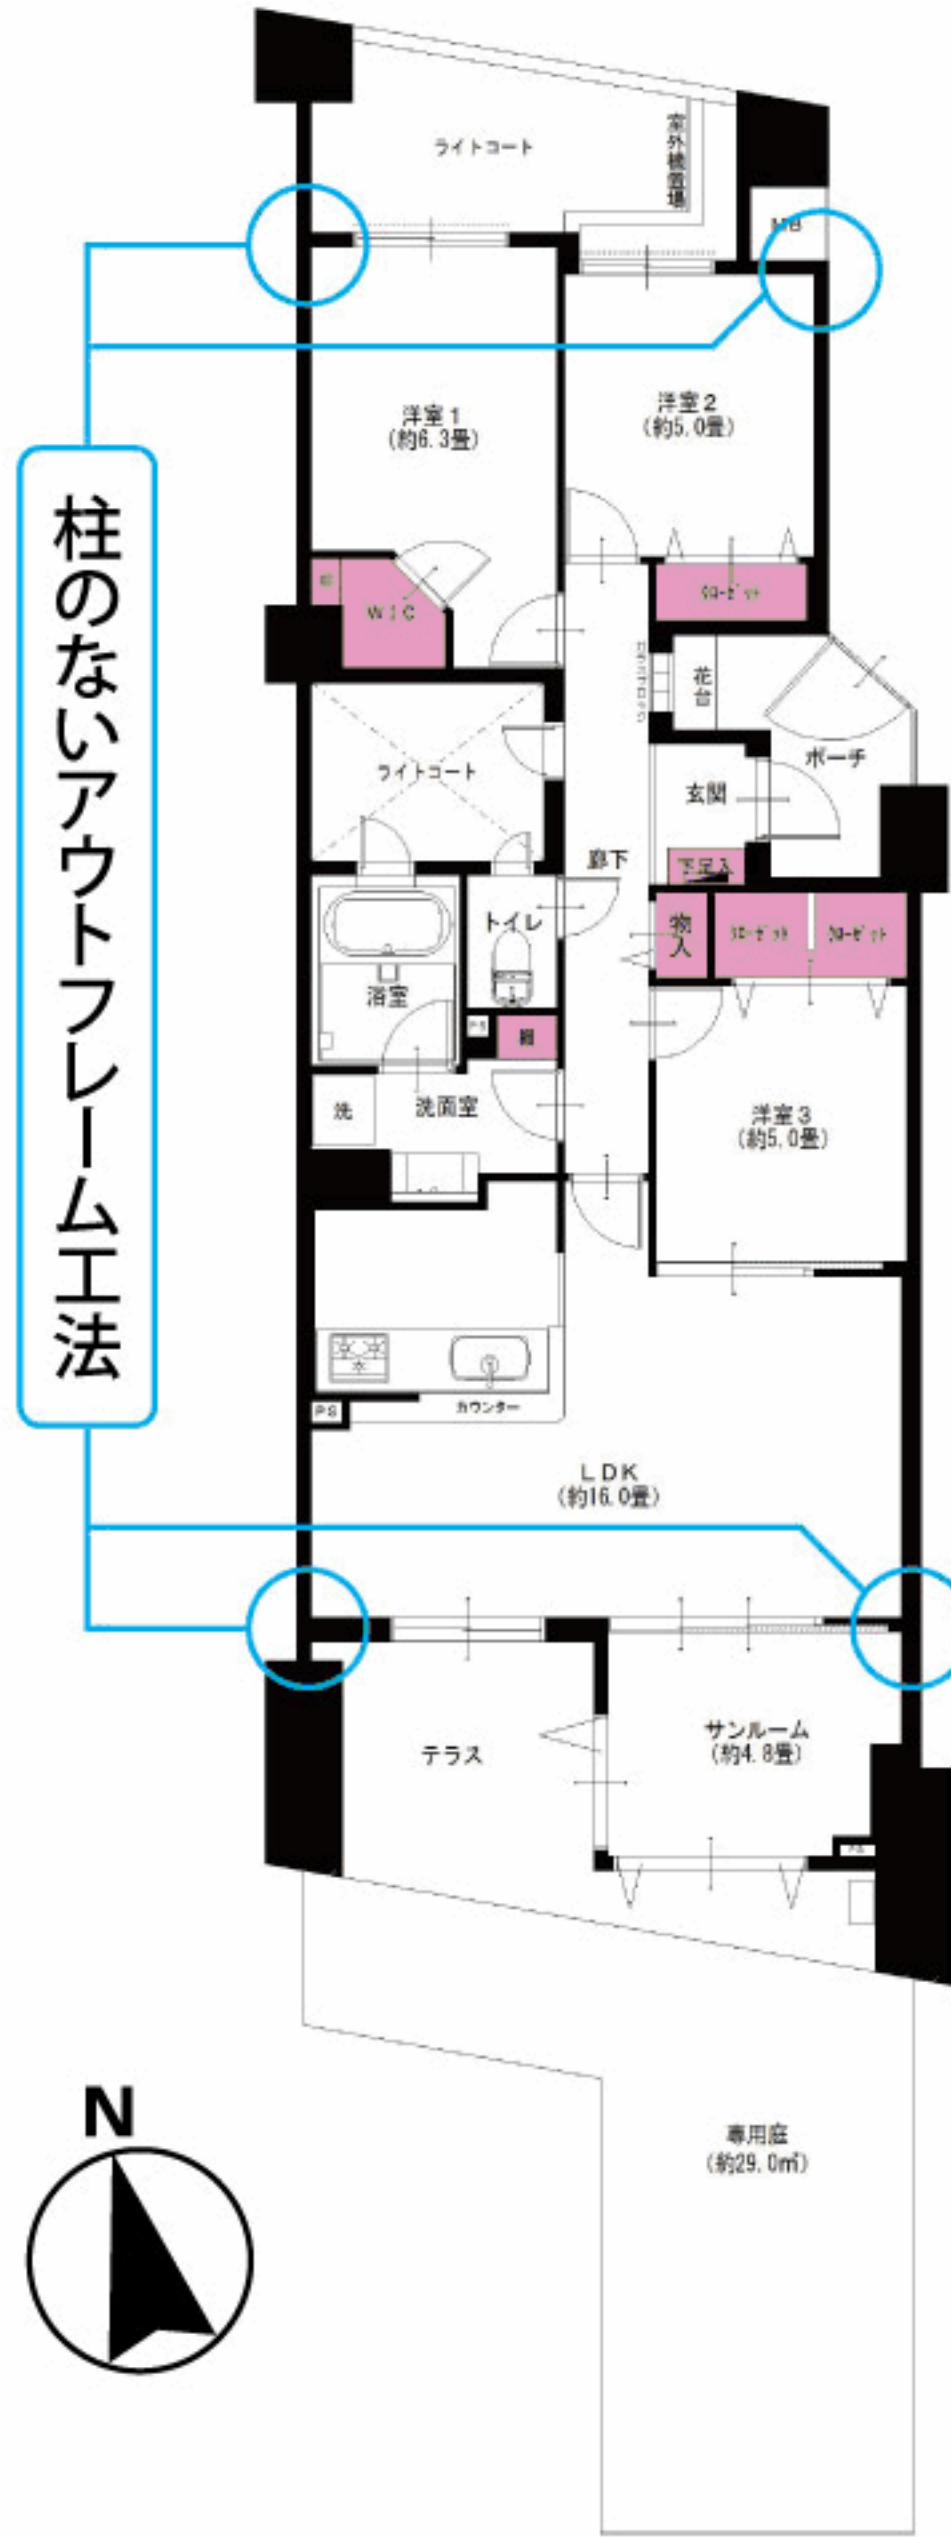 ライトコート
室外機置場
MB
洋室1
(約6.3畳)
洋室2
(約5.0畳)
柱のないアウトフレーム工法
WIC
クローゼット
花台
ライトコート
ポーチ
玄関
下足入
廊下
トイレ
物入
クローゼット
クローゼット
浴室
PS
洗
洗面室
洋室3
(約5.0畳)
カウンター
PS
LDK
(約16.0畳)
テラス
サンルーム
(約4.8畳)
N
専用庭
(約29.0㎡)